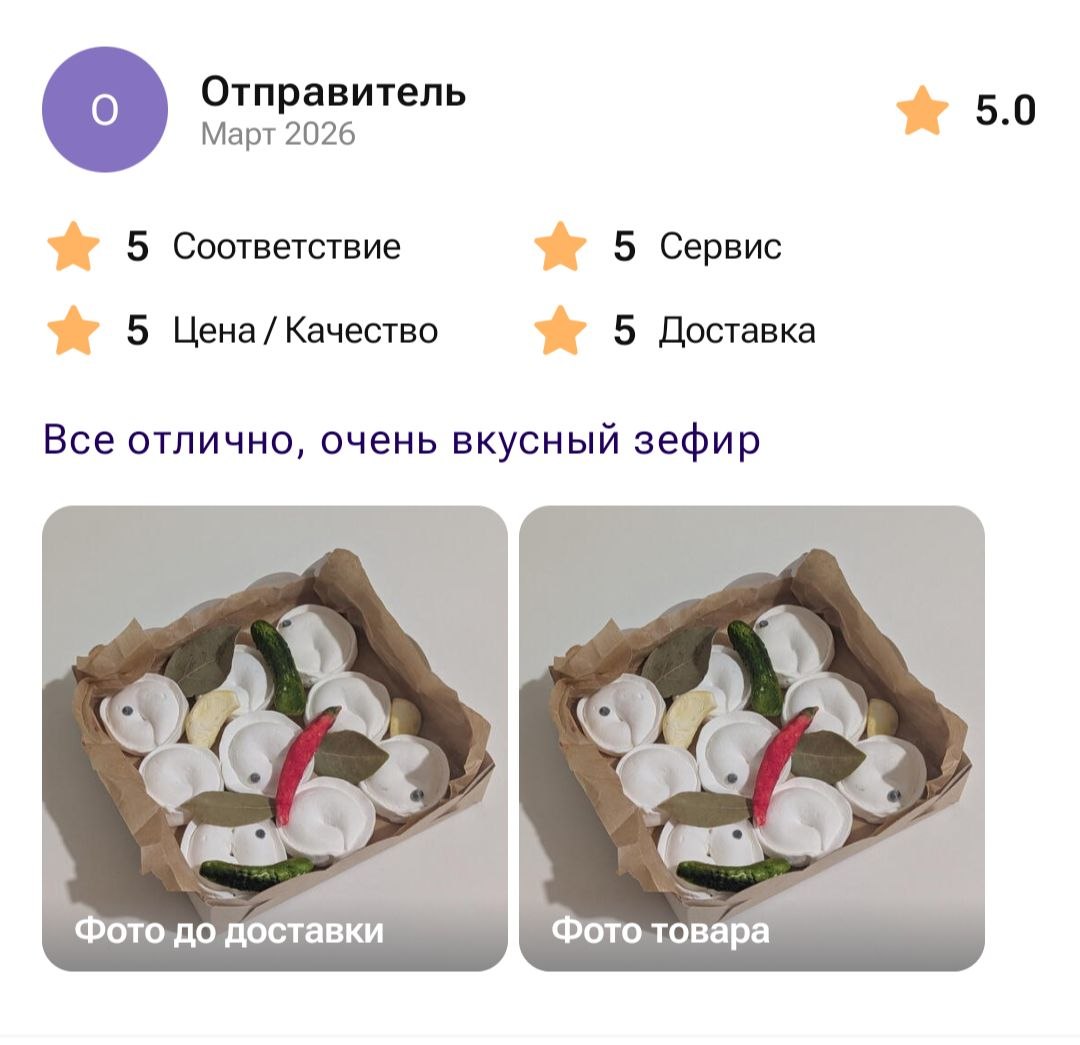 О
Отправитель
Март 2026
5.0
5 Соответствие
5 Сервис
5 Цена / Качество
5 Доставка
Все отлично, очень вкусный зефир
Фото до доставки
Фото товара